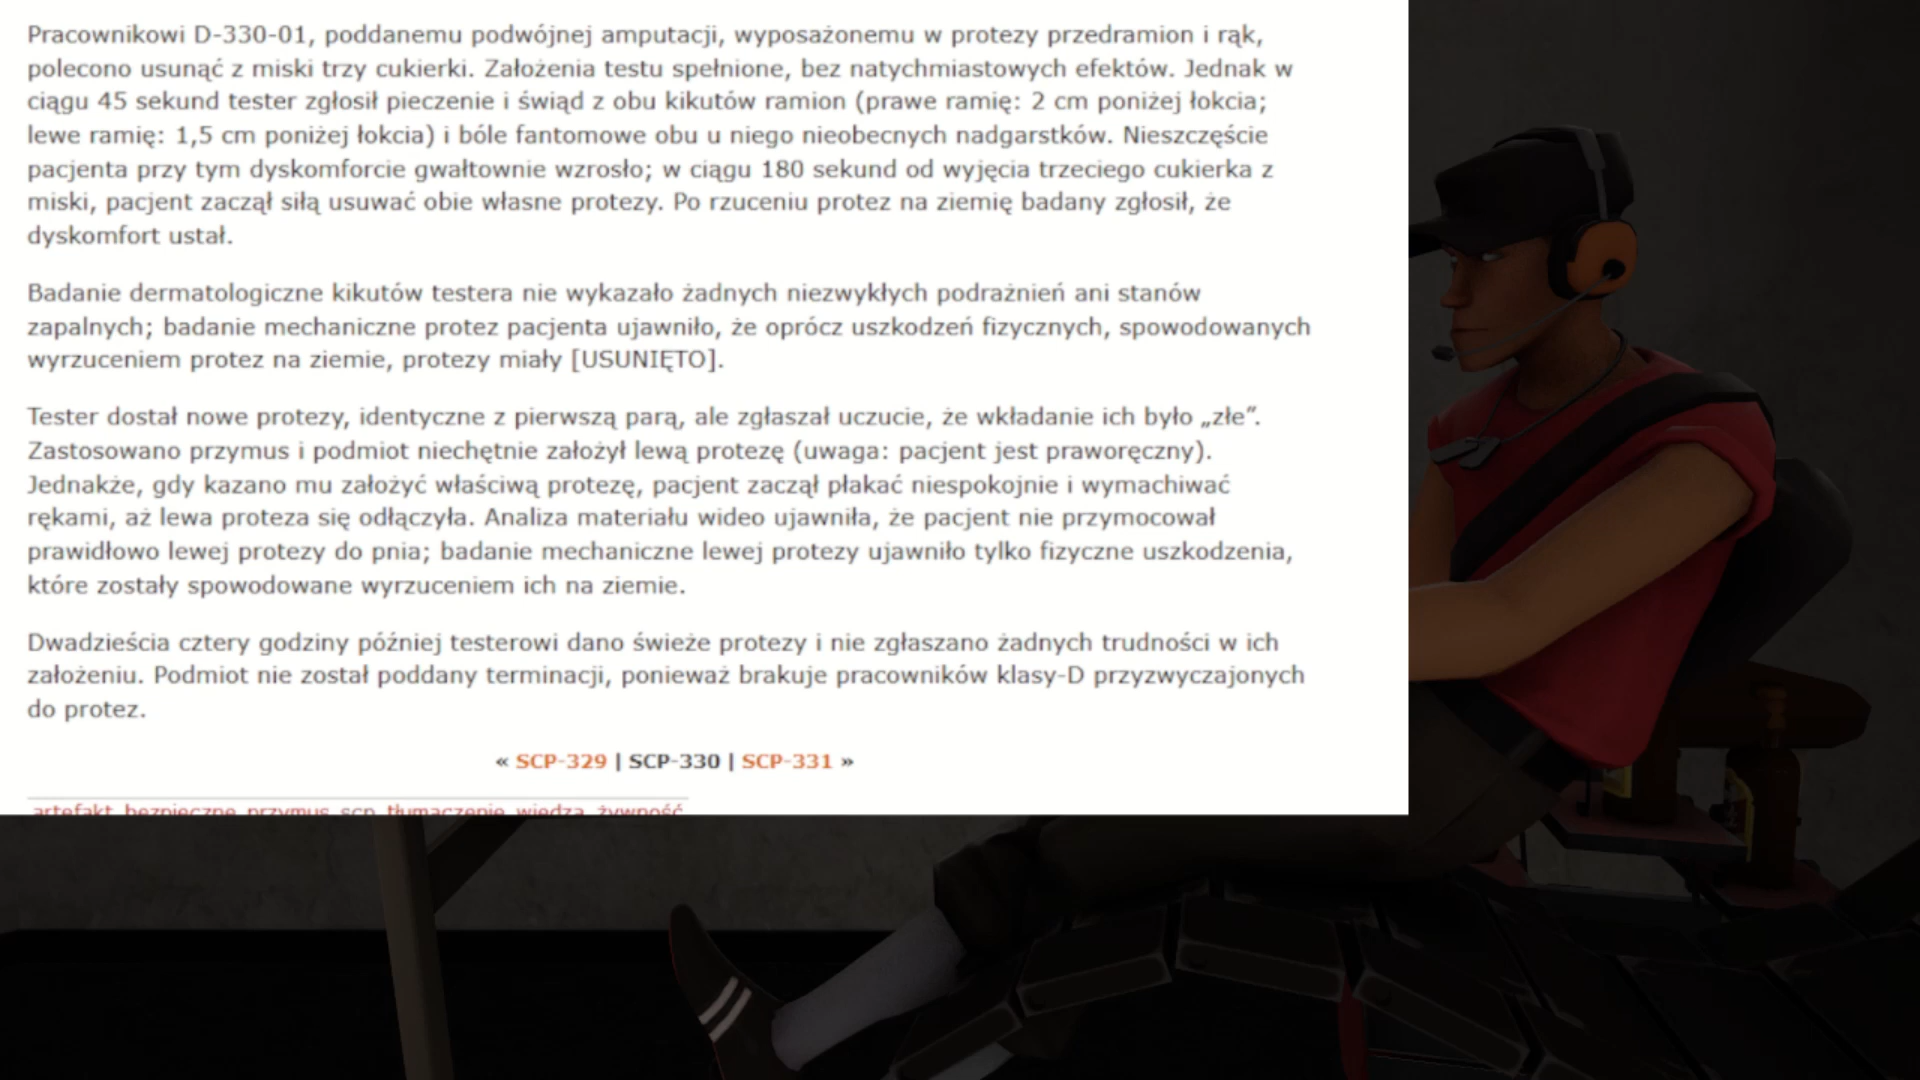 Pracownikowi D-330-01, poddanemu podwójnej amputacji, wyposażonemu w protezy przedramion i rąk,
polecono usunąć z miski trzy cukierki. Założenia testu spełnione, bez natychmiastowych efektów. Jednak w
ciągu 45 sekund tester zgłosił pieczenie i świąd z obu kikutów ramion (prawe ramię: 2 cm poniżej łokcia;
lewe ramię: 1,5 cm poniżej łokcia) i bóle fantomowe obu u niego nieobecnych nadgarstków. Nieszczęście
pacjenta przy tym dyskomforcie gwałtownie wzrosło; w ciągu 180 sekund od wyjęcia trzeciego cukierka z
miski, pacjent zaczął siłą usuwać obie własne protezy. Po rzuceniu protez na ziemię badany zgłosił, że
dyskomfort ustał.
Badanie dermatologiczne kikutów testera nie wykazało żadnych niezwykłych podrażnień ani stanów
zapalnych; badanie mechaniczne protez pacjenta ujawniło, że oprócz uszkodzeń fizycznych, spowodowanych
wyrzuceniem protez na ziemie, protezy miały [USUNIĘTO].
Tester dostał nowe protezy, identyczne z pierwszą parą, ale zgłaszał uczucie, że wkładanie ich było „złe”.
Zastosowano przymus i podmiot niechętnie założył lewą protezę (uwaga: pacjent jest praworęczny).
Jednakże, gdy kazano mu założyć właściwą protezę, pacjent zaczął płakać niespokojnie i wymachiwać
rękami, aż lewa proteza się odłączyła. Analiza materiału wideo ujawniła, że pacjent nie przymocował
prawidłowo lewej protezy do pnia; badanie mechaniczne lewej protezy ujawniło tylko fizyczne uszkodzenia,
które zostały spowodowane wyrzuceniem ich na ziemie.
Dwadzieścia cztery godziny później testerowi dano świeże protezy i nie zgłaszano żadnych trudności w ich
założeniu. Podmiot nie został poddany terminacji, ponieważ brakuje pracowników klasy-D przyzwyczajonych
do protez.
« SCP-329 | SCP-330 | SCP-331 »
artefakt bezpieczne przymus scp tłumaczenie wiedza żywność